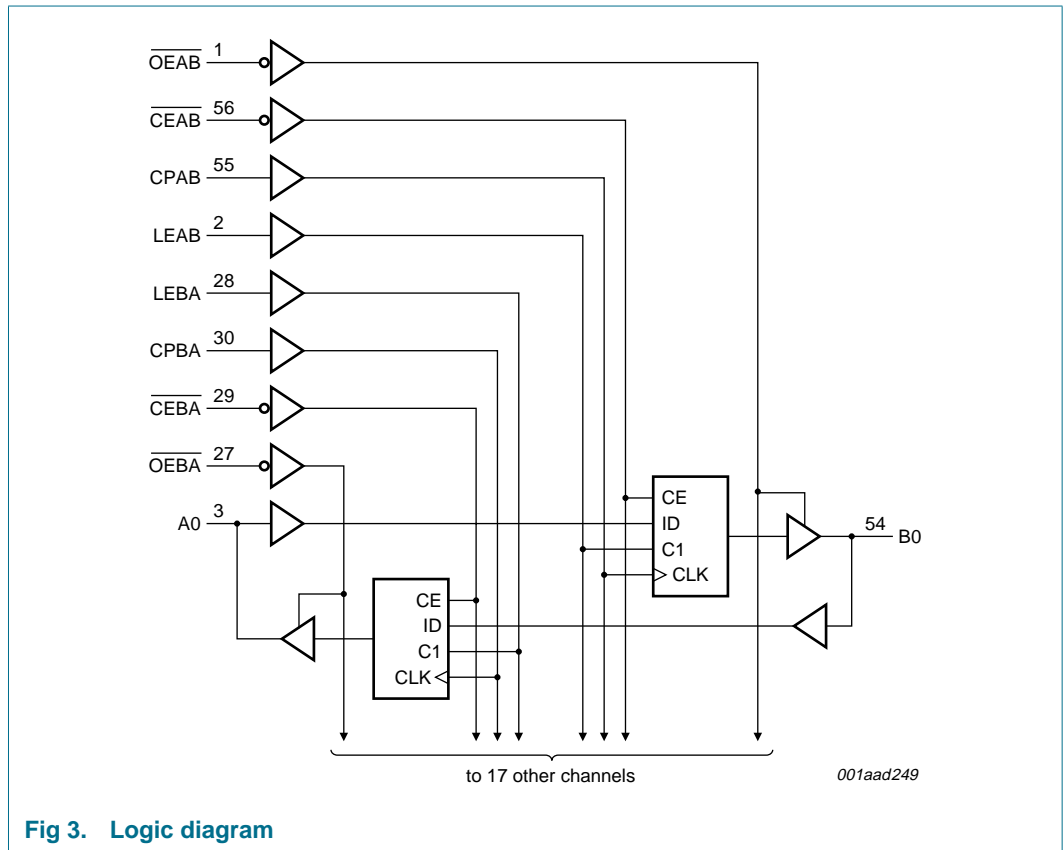 OEAB 1
CEAB 56
CPAB 55
LEAB 2
LEBA 28
CPBA 30
CEBA 29
OEBA 27
A0 3
CE
ID
C1
CLK
54 B0
CE
ID
C1
CLK
to 17 other channels
001aad249
Fig 3. Logic diagram